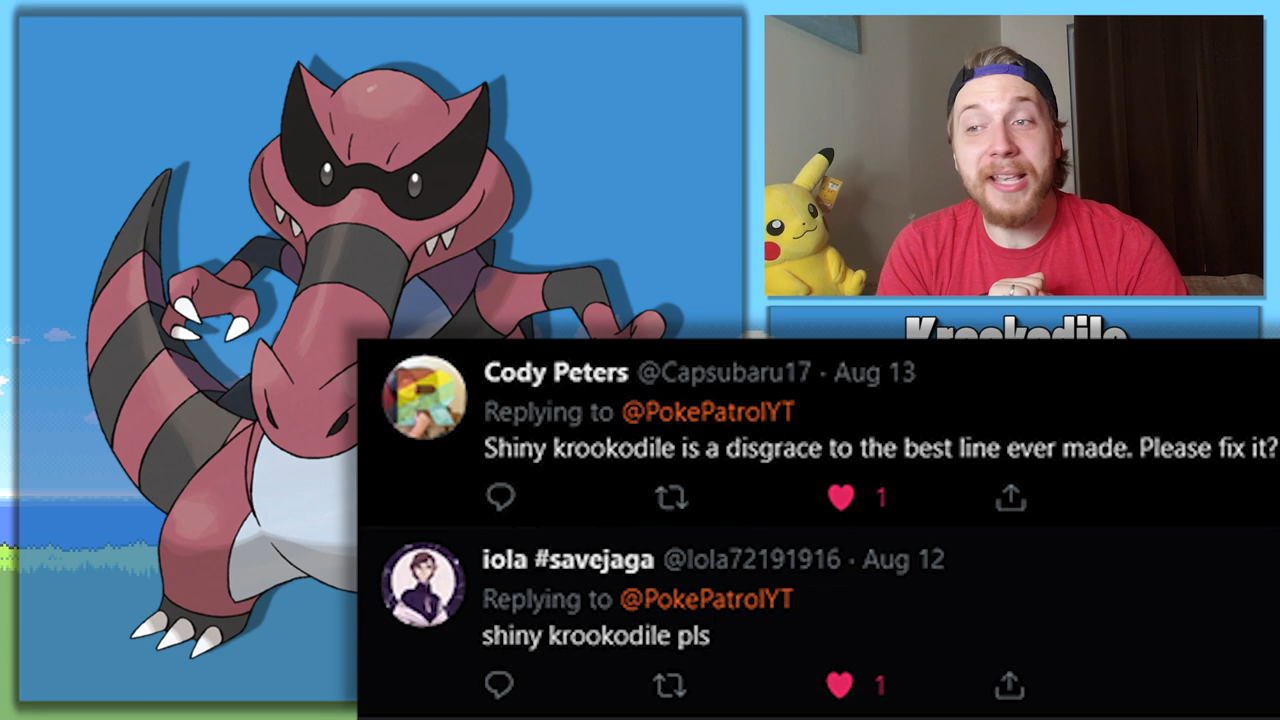 Krookodile
Cody Peters @Capsubaru17 · Aug 13
Replying to @PokePatrolYT
Shiny krookodile is a disgrace to the best line ever made. Please fix it?
1
iola #savejaga @Iola72191916 · Aug 12
Replying to @PokePatrolYT
shiny krookodile pls
1